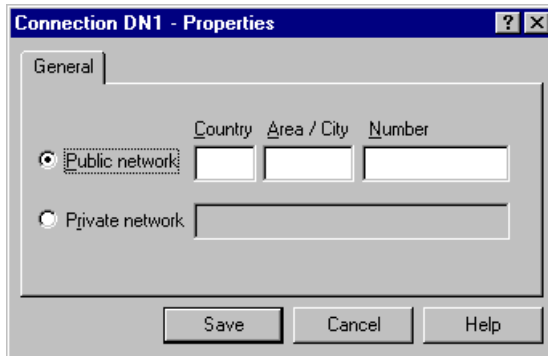 Connection DN1 - Properties
General
Country Area / City Number
Public network
Private network
Save Cancel Help